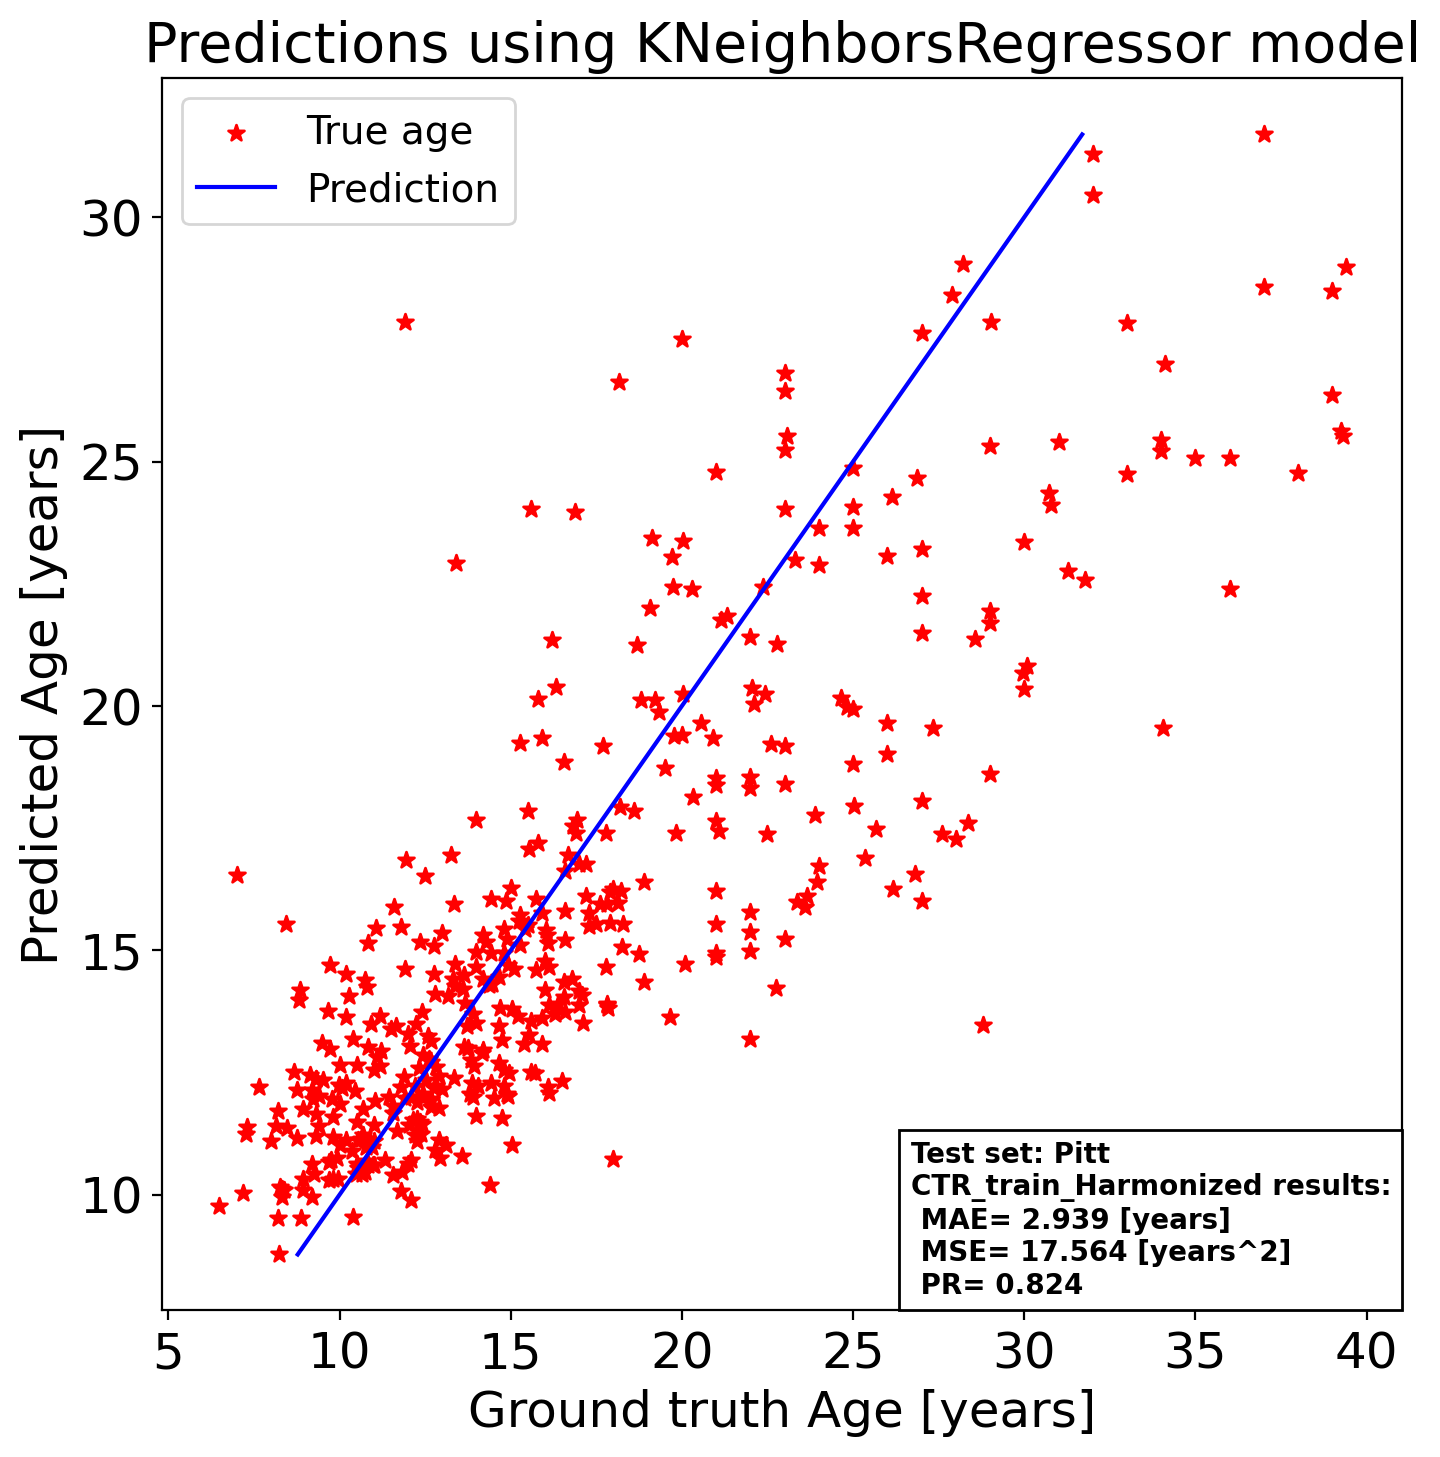 Predictions using KNeighborsRegressor model
True age
Prediction
Predicted Age [years]
30
25
20
15
10
Test set: Pitt
CTR_train_Harmonized results:
MAE= 2.939 [years]
MSE= 17.564 [years^2]
PR= 0.824
5 10 15 20 25 30 35 40
Ground truth Age [years]